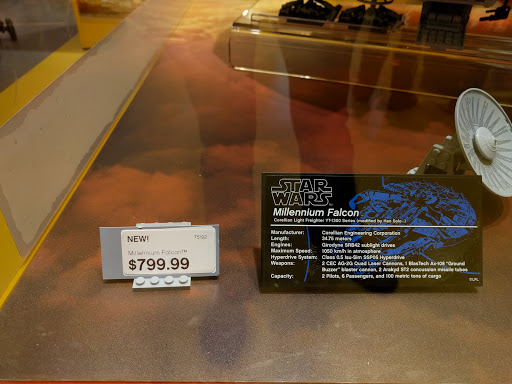 NEW! 75192
Millennium Falcon™
$799.99
STAR
WARS
Millennium Falcon
Corellian Light Freighter YT-1300 Series (modified by Han Solo)
Manufacturer: Corellian Engineering Corporation
Length: 34.75 meters
Engines: Girodyne SRB42 sublight drives
Maximum Speed: 1050 km/h in atmosphere
Hyperdrive System: Class 0.5 Isu-Sim SSP05 Hyperdrive
Weapons: 2 CEC AG-2G Quad Laser Cannons, 1 BlasTech Ax-108 "Ground
Buzzer" blaster cannon, 2 Arakyd ST2 concussion missile tubes
Capacity: 2 Pilots, 6 Passengers, and 100 metric tons of cargo